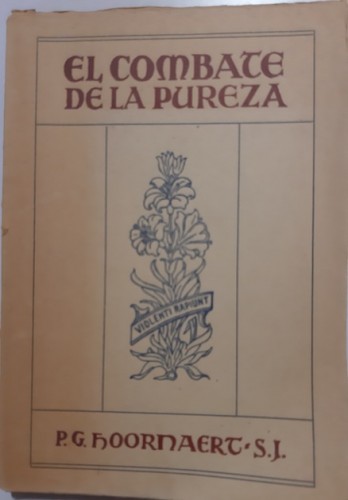 EL COMBATE
DE LA PUREZA
VIOLENTI RAPIUNT
P. G. HOORNAERT - S.J.